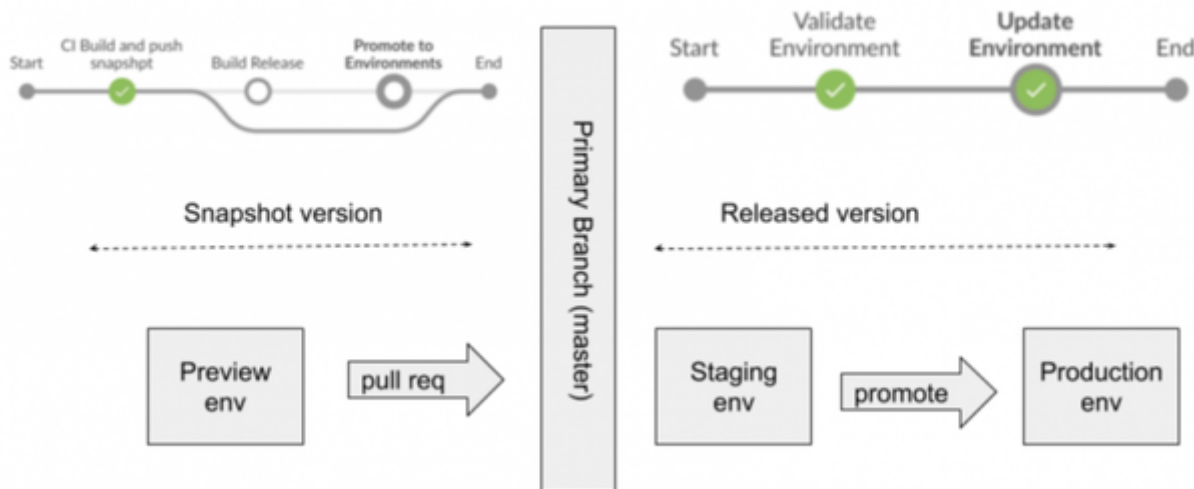 Start
CI Build and push
snapshpt
Build Release
Promote to
Environments
End
Start
Validate
Environment
Update
Environment
End
Snapshot version
Primary Branch (master)
Released version
Preview
env
pull req
Staging
env
promote
Production
env